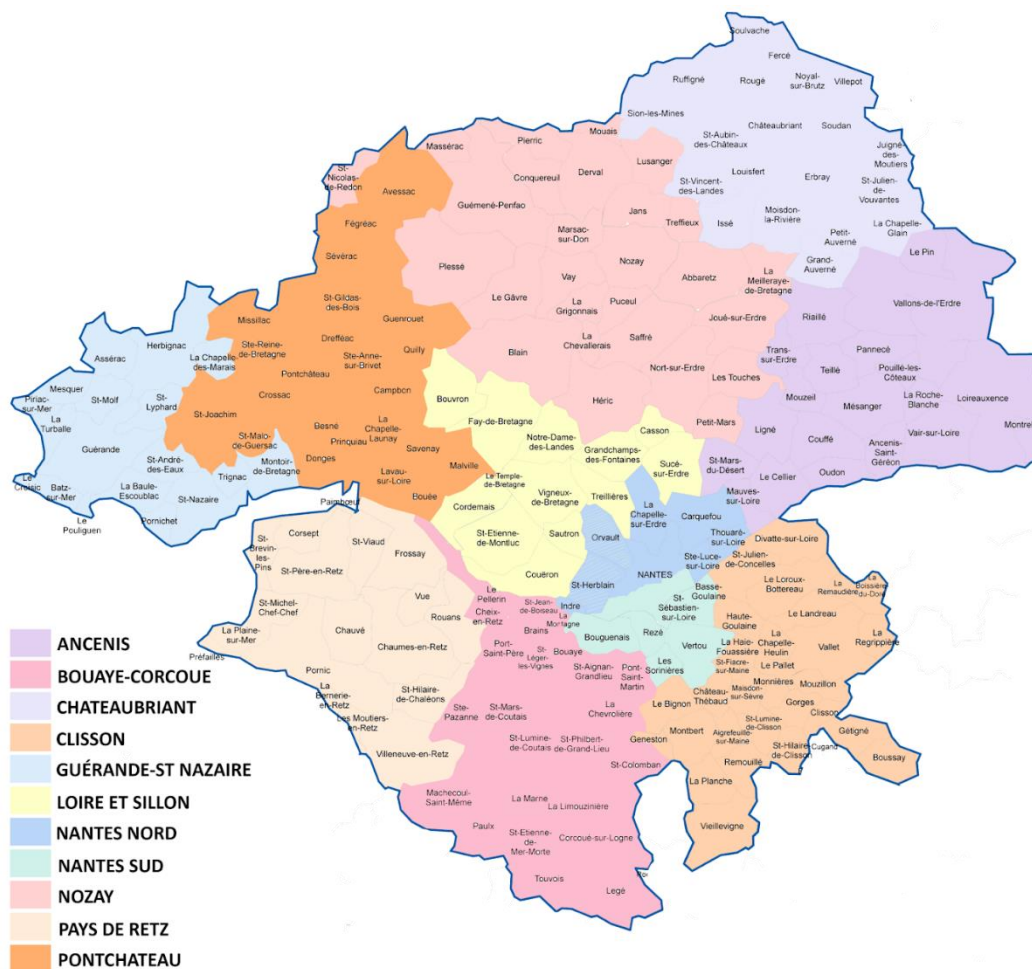 Soulvache
Fercé
Ruffigné
Rougé
Noyal-
sur-Brutz
Villepot
Sion-les-Mines
Mouais
Châteaubriant
Soudan
St-Aubin-
des-Châteaux
Juigné-
des-Moutiers
Pierric
Massérac
Lusanger
Derval
Conquereuil
St-
Nicolas-
de-Redon
Avessac
Louisfert
Erbray
St-Vincent-
des-Landes
St-Julien-
de-
Vouvantes
Guémené-Penfao
Jans
Treffieux
Issé
Moisdon-
la-Rivière
La Chapelle-
Glain
Petit-
Auverné
Fégréac
Marsac-
sur-Don
Grand-
Auverné
Le Pin
Sévérac
Nozay
Plessé
Vay
Abbaretz
La
Meilleraye-
de-Bretagne
St-Gildas-
des-Bois
Le Gâvre
La
Grigonnais
Puceul
Vallons-de-l'Erdre
Riaillé
Missillac
Guenrouet
Joué-sur-Erdre
Herbignac
Ste-Reine-
de-Bretagne
Drefféac
Saffré
La
Chevallerais
Assérac
La Chapelle-
des-Marais
Ste-Anne-
sur-Brivet
Quilly
Blain
Trans-
sur-Erdre
Pannecé
Teillé
Pouillé-les-
Côteaux
Pontchâteau
Nort-sur-Erdre
Les Touches
Mesquer
Piriac-
sur-Mer
St-Molf
St-
Lyphard
Crossac
Campbon
Bouvron
Héric
Mouzeil
Mésanger
La Roche-
Blanche
Loireauxence
La
Turballe
St-Joachim
Fay-de-Bretagne
Petit-Mars
Ligné
Couffé
Vair-sur-Loire
Montrel
Guérande
St-Malo-
de-Guersac
Besné
Prinquiau
La
Chapelle-
Launay
Savenay
Notre-Dame-
des-Landes
Casson
Grandchamps-
des-Fontaines
Ancenis-
Saint-
Géréon
St-André-
des-Eaux
Montoir-
de-Bretagne
Donges
Malville
Sucé-
sur-Erdre
St-Mars-
du-Désert
Oudon
Le Cellier
Trignac
Lavau-
sur-Loire
Le Temple-
de-Bretagne
Le
Croisic
Batz-
sur-Mer
La Baule-
Escoublac
St-Nazaire
Bouée
Cordemais
Vigneux-
de-Bretagne
Treillières
Mauves-
sur-Loire
Le
Pouliguen
Pornichet
Paimbœuf
La
Chapelle-
sur-Erdre
Carquefou
Thouaré-
sur-Loire
Divatte-sur-Loire
Corsept
St-Viaud
St-Etienne-
de-Montluc
Sautron
Orvault
St-
Brevin-
les-
Pins
Frossay
Ste-Luce-
sur-Loire
St-Julien-
de-Concelles
St-Père-en-Retz
Couëron
St-Herblain
NANTES
Le Loroux-
Bottereau
La
Remaudière
La
Boissière-
du-Doré
Vue
Le
Pellerin
Basse-
Goulaine
St-Michel-
Chef-Chef
Rouans
Cheix-
en-Retz
St-Jean-
de-Boiseau
Indre
La
Montagne
St-
Sébastien-
sur-Loire
Haute-
Goulaine
Le Landreau
La Plaine-
sur-Mer
Chauvé
Brains
Bouguenais
Rezé
La
Chapelle-
Heulin
La
Regrippière
Préfailles
Chaumes-en-Retz
Port-
Saint-Père
St-
Léger-
les-Vignes
Bouaye
Vertou
La Haie-
Fouassière
Vallet
Pornic
St-Aignan-
Grandlieu
Pont-
Saint-
Martin
Les
Sorinières
St-Fiacre-
sur-Maine
Le Pallet
Monnières
Mouzillon
La
Bernerie-
en-Retz
St-Hilaire-
de-Chaléons
Château-
Thébaud
Maisdon-
sur-Sèvre
Gorges
Ste-
Pazanne
St-Mars-
de-Coutais
La
Chevrolière
Le Bignon
Clisson
Les Moutiers-
en-Retz
St-Lumine-
de-Clisson
Gétigné
Montbert
Aigrefeuille-
sur-Maine
St-Lumine-
de-Coutais
St-Philbert-
de-Grand-Lieu
Geneston
St-Hilaire-
de-Clisson
Cugand
Boussay
Villeneuve-en-Retz
St-Colomban
Remouillé
La Planche
Machecoul-
Saint-Même
La Marne
La Limouzinière
Vieillevigne
Paulx
St-Etienne-
de-
Mer-Morte
Corcoué-sur-Logne
Touvois
Legé
ANCENIS
BOUAYE-CORCOUE
CHATEAUBRIANT
CLISSON
GUÉRANDE-ST NAZAIRE
LOIRE ET SILLON
NANTES NORD
NANTES SUD
NOZAY
PAYS DE RETZ
PONTCHATEAU